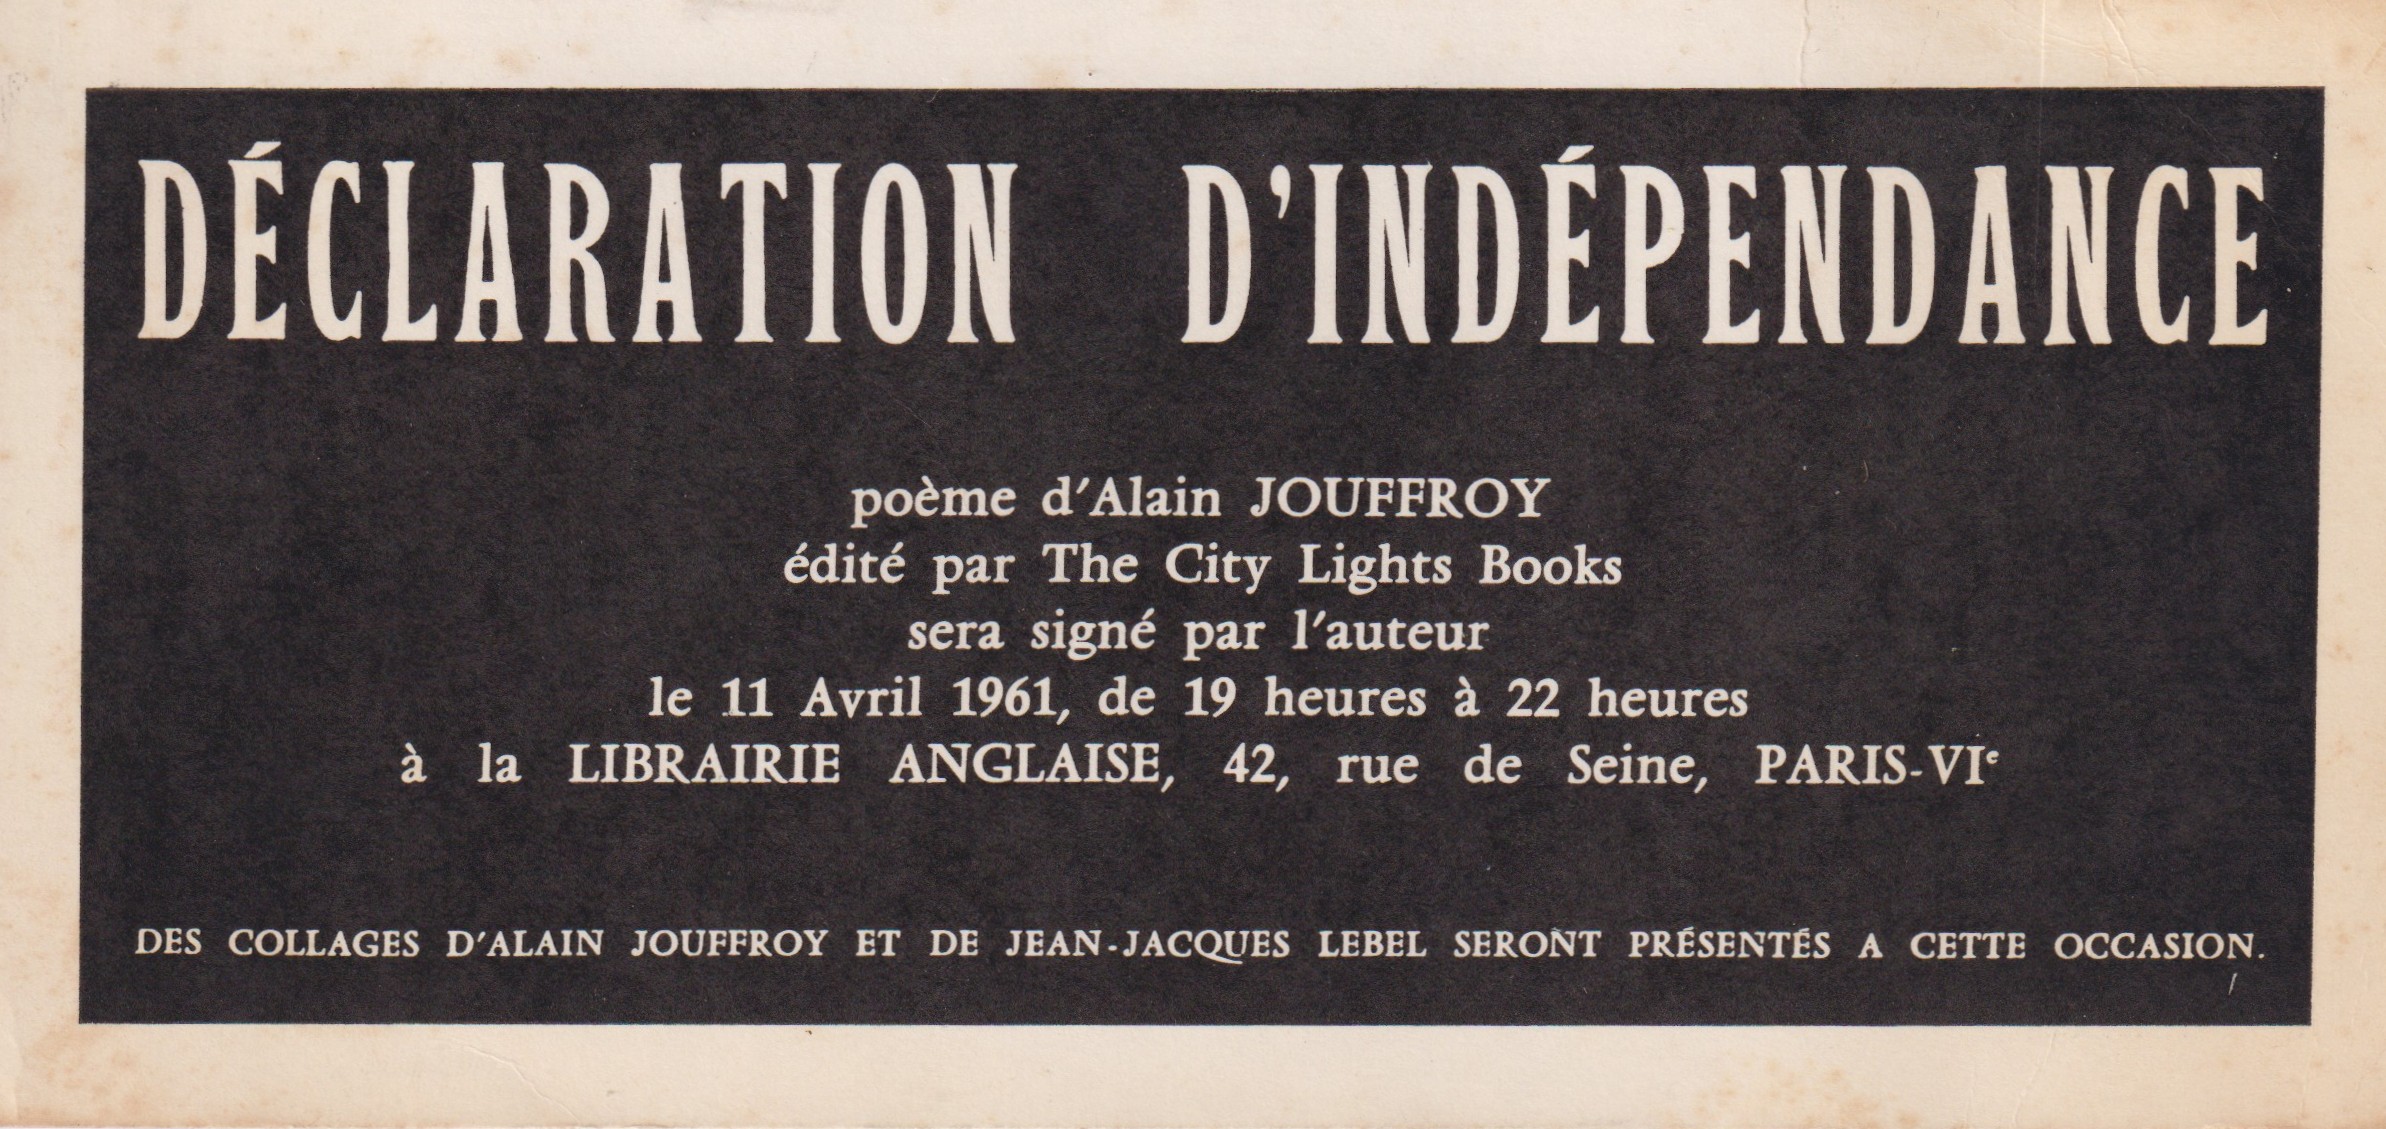 DÉCLARATION D'INDÉPENDANCE
poème d'Alain JOUFFROY
édité par The City Lights Books
sera signé par l'auteur
le 11 Avril 1961, de 19 heures à 22 heures
à la LIBRAIRIE ANGLAISE, 42, rue de Seine, PARIS-VIᵉ
DES COLLAGES D'ALAIN JOUFFROY ET DE JEAN-JACQUES LEBEL SERONT PRÉSENTÉS A CETTE OCCASION.